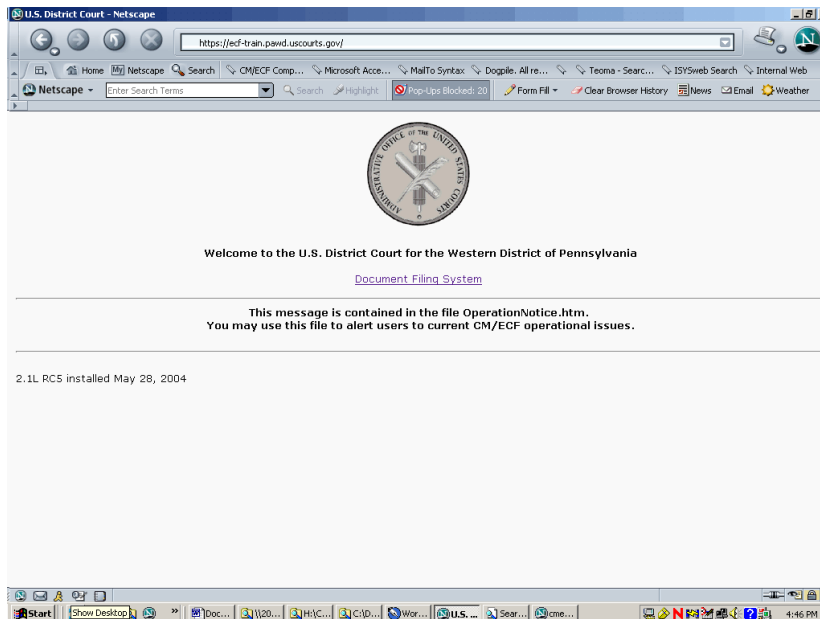 U.S. District Court - Netscape
https://ecf-train.pawd.uscourts.gov/
Home My Netscape Search CM/ECF Comp... Microsoft Acce... MailTo Syntax Dogpile. All re... Teoma - Searc... ISYSweb Search Internal Web
Netscape Enter Search Terms Search Highlight Pop-Ups Blocked: 20 Form Fill Clear Browser History News Email Weather
ADMINISTRATIVE OFFICE OF THE UNITED STATES COURTS
Welcome to the U.S. District Court for the Western District of Pennsylvania
Document Filing System
This message is contained in the file OperationNotice.htm.
You may use this file to alert users to current CM/ECF operational issues.
2.1L RC5 installed May 28, 2004
Start Show Desktop » Doc... \\20... H:\C... C:\D... Wor... U.S. ... Sear... cme... 4:46 PM